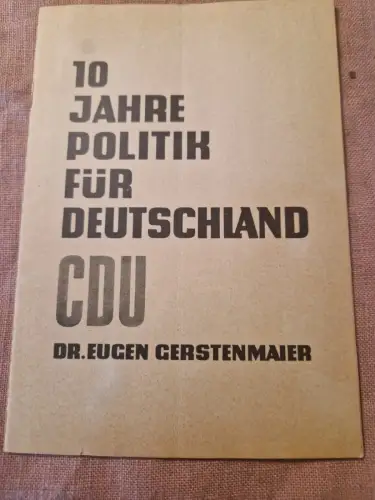 10
JAHRE
POLITIK
FÜR
DEUTSCHLAND
CDU
DR. EUGEN GERSTENMAIER